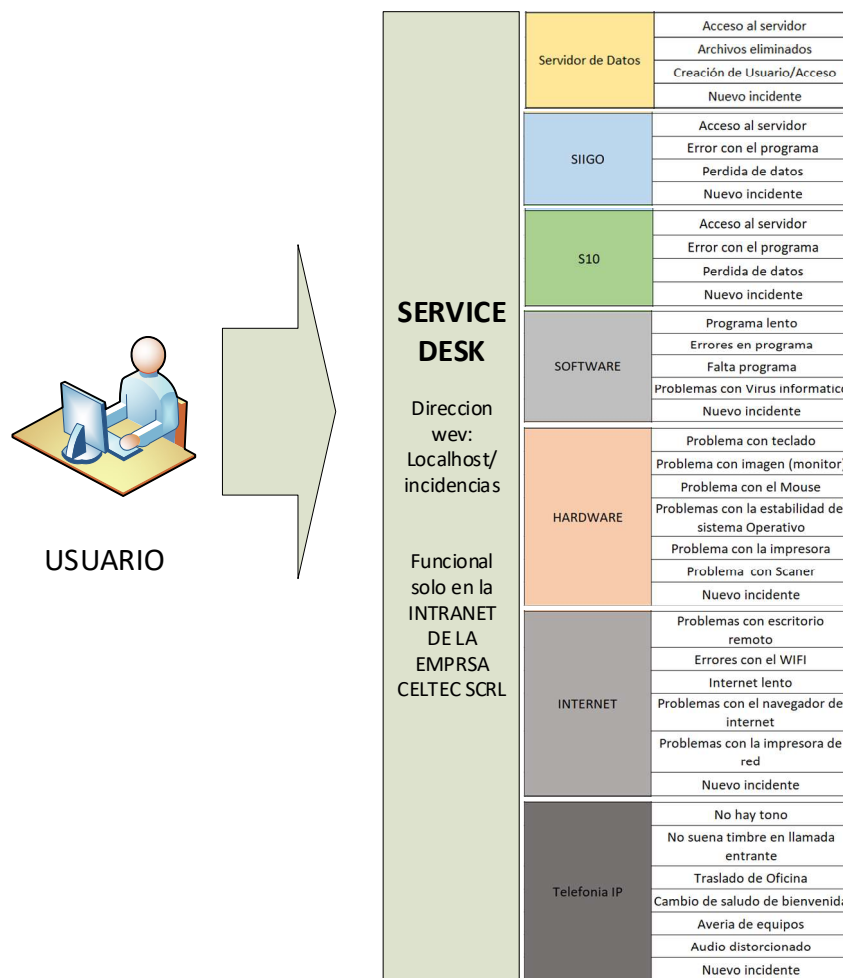 USUARIO
SERVICE
DESK
Direccion
wev:
Localhost/
incidencias
Funcional
solo en la
INTRANET
DE LA
EMPRSA
CELTEC SCRL
Servidor de Datos
Acceso al servidor
Archivos eliminados
Creación de Usuario/Acceso
Nuevo incidente
SIIGO
Acceso al servidor
Error con el programa
Perdida de datos
Nuevo incidente
S10
Acceso al servidor
Error con el programa
Perdida de datos
Nuevo incidente
SOFTWARE
Programa lento
Errores en programa
Falta programa
Problemas con Virus informatico
Nuevo incidente
HARDWARE
Problema con teclado
Problema con imagen (monitor)
Problema con el Mouse
Problemas con la estabilidad de
sistema Operativo
Problema con la impresora
Problema con Scaner
Nuevo incidente
INTERNET
Problemas con escritorio
remoto
Errores con el WIFI
Internet lento
Problemas con el navegador de
internet
Problemas con la impresora de
red
Nuevo incidente
Telefonia IP
No hay tono
No suena timbre en llamada
entrante
Traslado de Oficina
Cambio de saludo de bienvenida
Averia de equipos
Audio distorcionado
Nuevo incidente